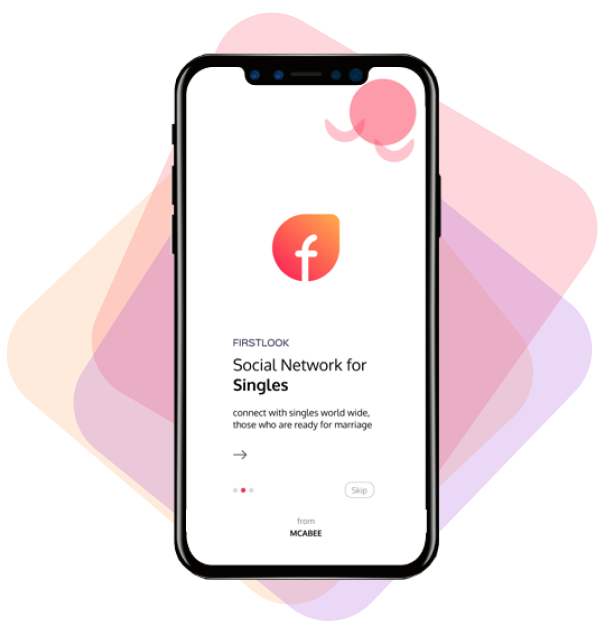 f
FIRSTLOOK
Social Network for
Singles
connect with singles world wide,
those who are ready for marriage
Skip
from
MCABEE